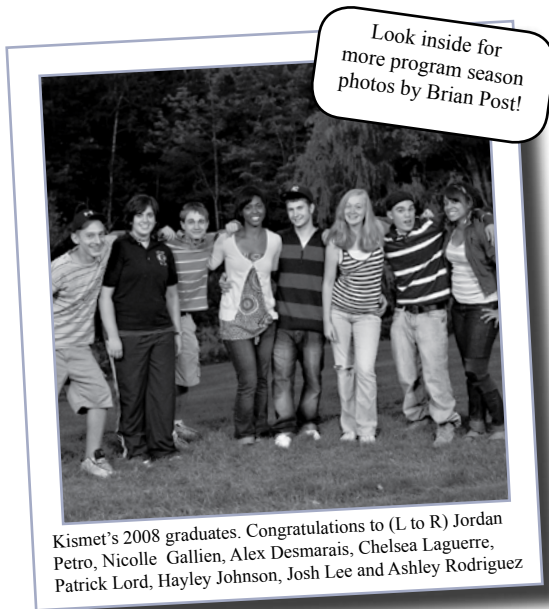 Look inside for
more program season
photos by Brian Post!
Kismet's 2008 graduates. Congratulations to (L to R) Jordan
Petro, Nicolle Gallien, Alex Desmarais, Chelsea Laguerre,
Patrick Lord, Hayley Johnson, Josh Lee and Ashley Rodriguez